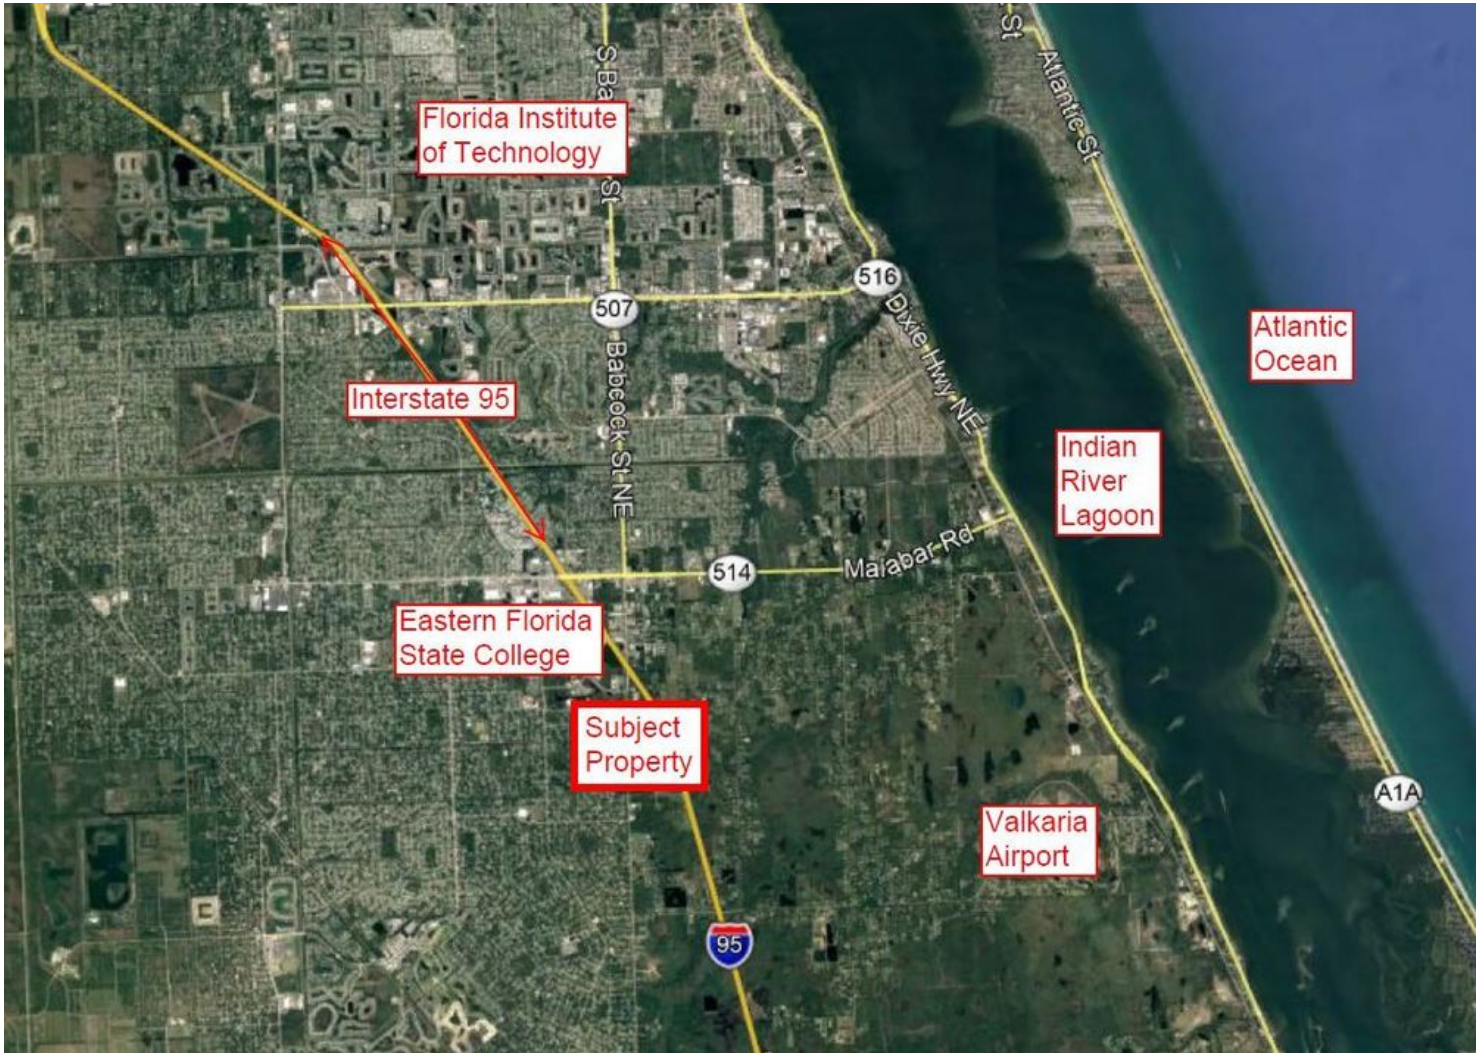 St
Atlantic St
S Ba
St
Florida Institute
of Technology
516
507
Dixie Hwy NE
Atlantic
Ocean
Interstate 95
Babcock St NE
Indian
River
Lagoon
Malabar Rd
514
Eastern Florida
State College
Subject
Property
A1A
Valkaria
Airport
95